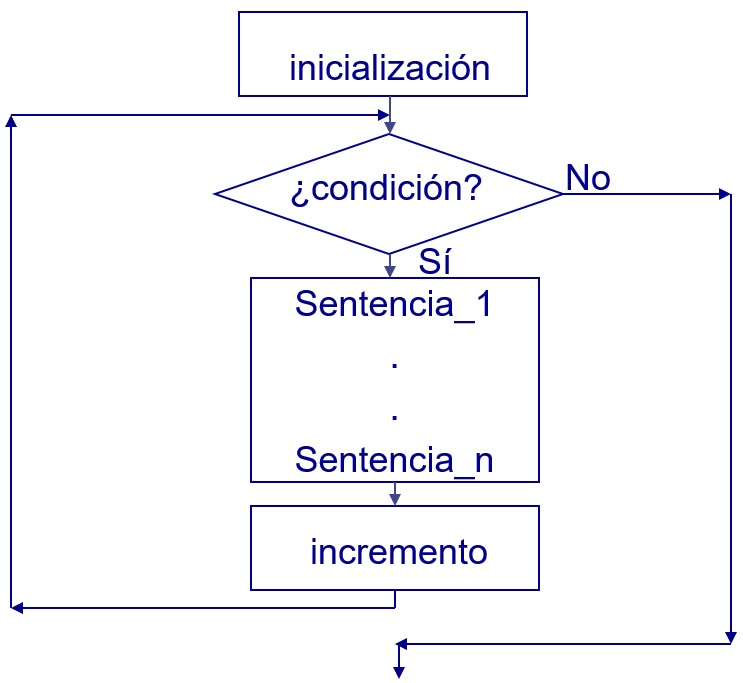 inicialización
¿condición?
No
Sí
Sentencia_1
.
.
Sentencia_n
incremento